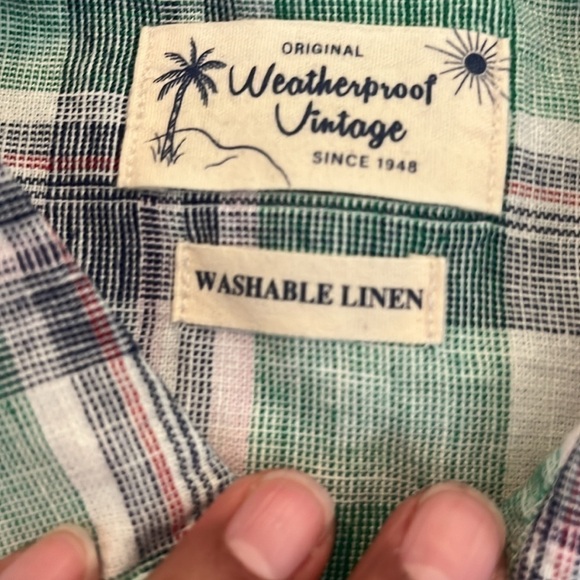 ORIGINAL
Weatherproof
Vintage
SINCE 1948
WASHABLE LINEN